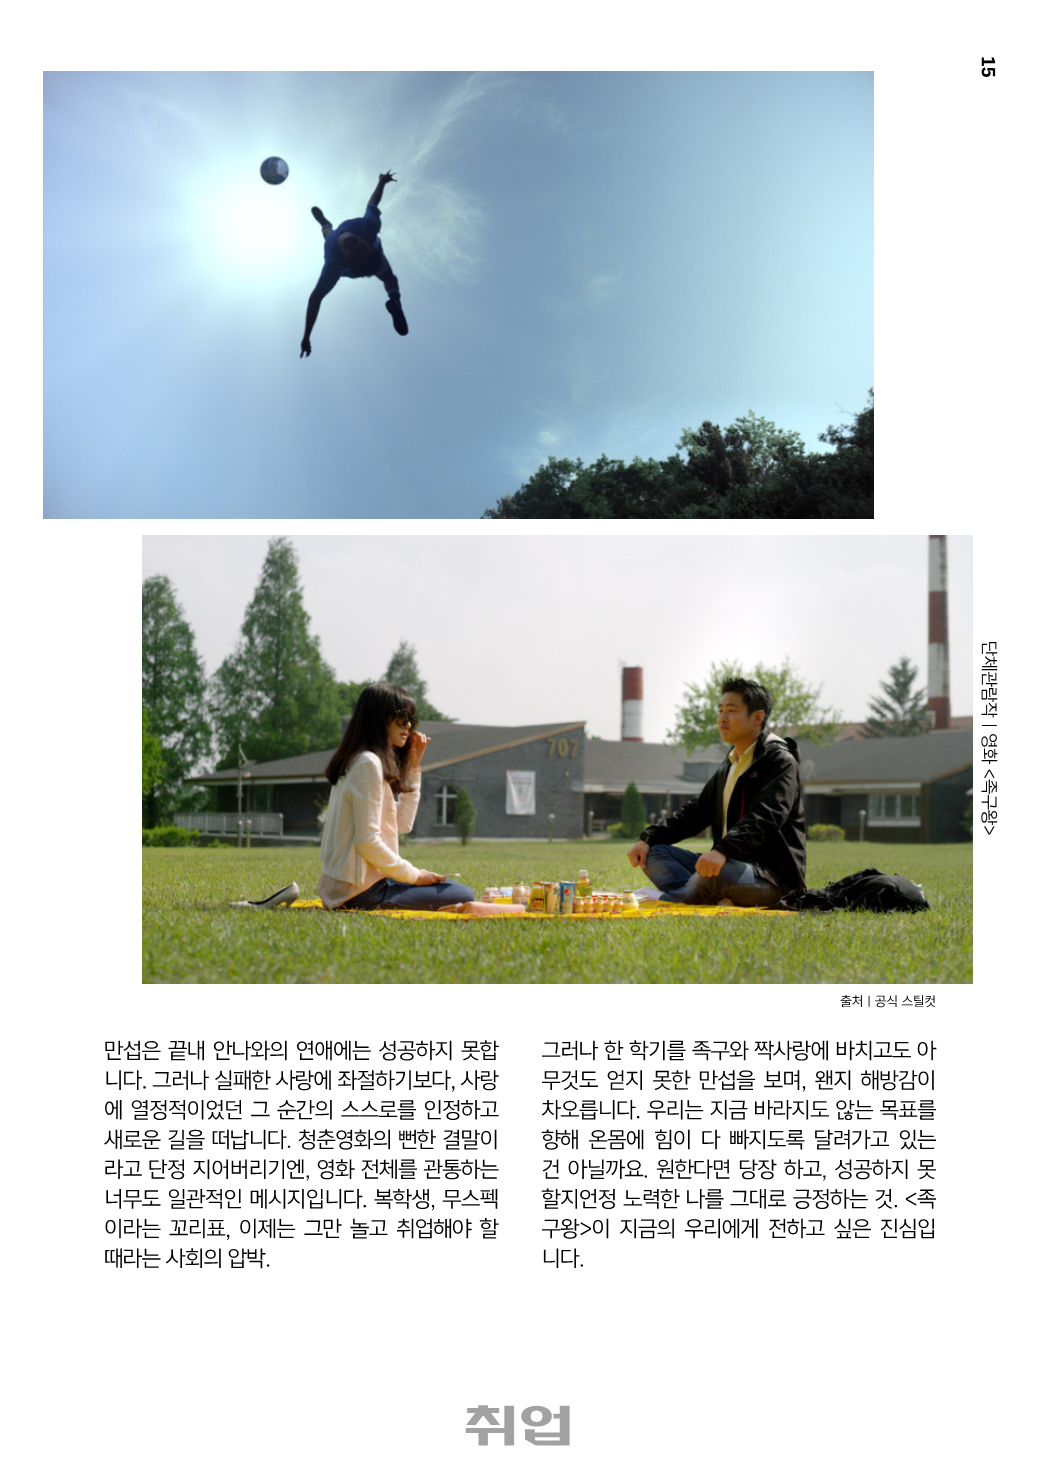 15
707
단체관람작 | 영화 <족구왕>
출처 | 공식 스틸컷
만섭은 끝내 안나와의 연애에는 성공하지 못합
니다. 그러나 실패한 사랑에 좌절하기보다, 사랑
에 열정적이었던 그 순간의 스스로를 인정하고
새로운 길을 떠납니다. 청춘영화의 뻔한 결말이
라고 단정 지어버리기엔, 영화 전체를 관통하는
너무도 일관적인 메시지입니다. 복학생, 무스펙
이라는 꼬리표, 이제는 그만 놀고 취업해야 할
때라는 사회의 압박.
그러나 한 학기를 족구와 짝사랑에 바치고도 아
무것도 얻지 못한 만섭을 보며, 왠지 해방감이
차오릅니다. 우리는 지금 바라지도 않는 목표를
향해 온몸에 힘이 다 빠지도록 달려가고 있는
건 아닐까요. 원한다면 당장 하고, 성공하지 못
할지언정 노력한 나를 그대로 긍정하는 것. <족
구왕>이 지금의 우리에게 전하고 싶은 진심입
니다.
취업